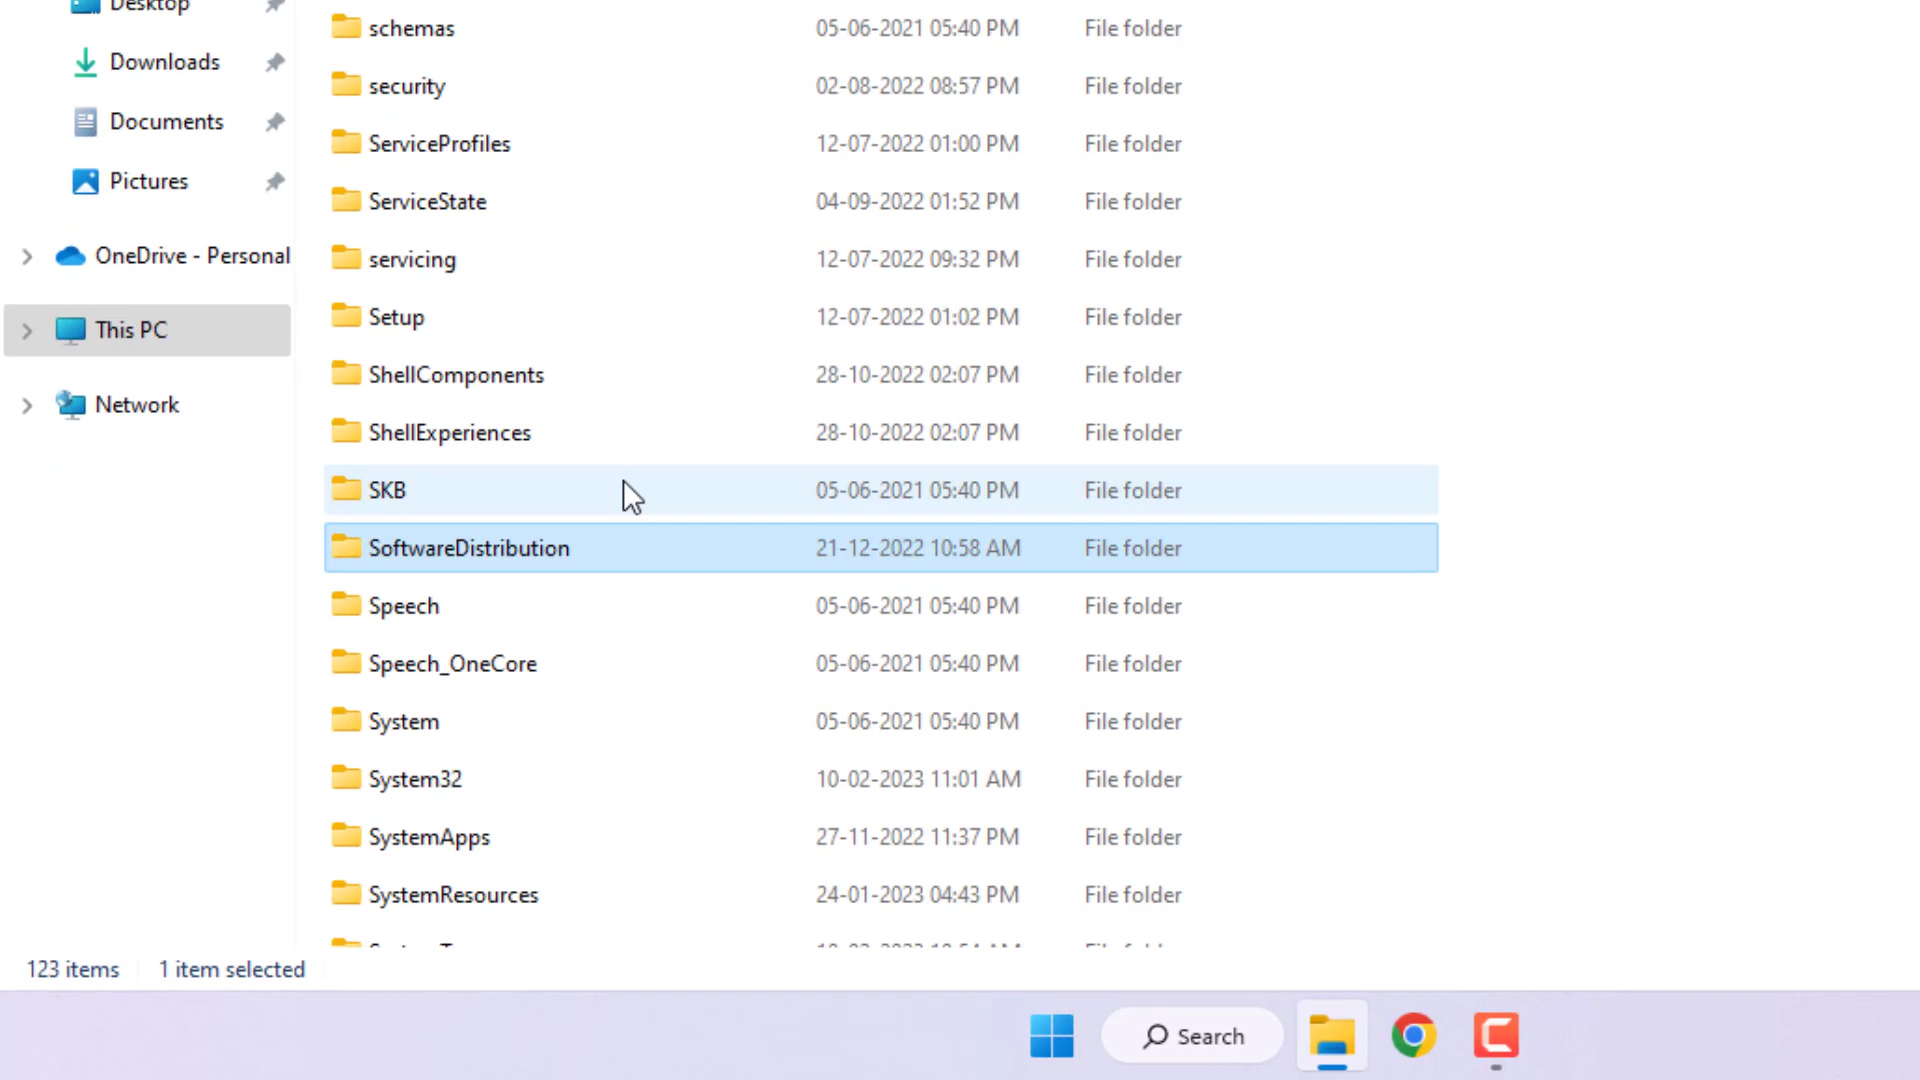 Desktop
Downloads
Documents
Pictures
OneDrive - Personal
This PC
Network
schemas 05-06-2021 05:40 PM File folder
security 02-08-2022 08:57 PM File folder
ServiceProfiles 12-07-2022 01:00 PM File folder
ServiceState 04-09-2022 01:52 PM File folder
servicing 12-07-2022 09:32 PM File folder
Setup 12-07-2022 01:02 PM File folder
ShellComponents 28-10-2022 02:07 PM File folder
ShellExperiences 28-10-2022 02:07 PM File folder
SKB 05-06-2021 05:40 PM File folder
SoftwareDistribution 21-12-2022 10:58 AM File folder
Speech 05-06-2021 05:40 PM File folder
Speech_OneCore 05-06-2021 05:40 PM File folder
System 05-06-2021 05:40 PM File folder
System32 10-02-2023 11:01 AM File folder
SystemApps 27-11-2022 11:37 PM File folder
SystemResources 24-01-2023 04:43 PM File folder
123 items 1 item selected
Search